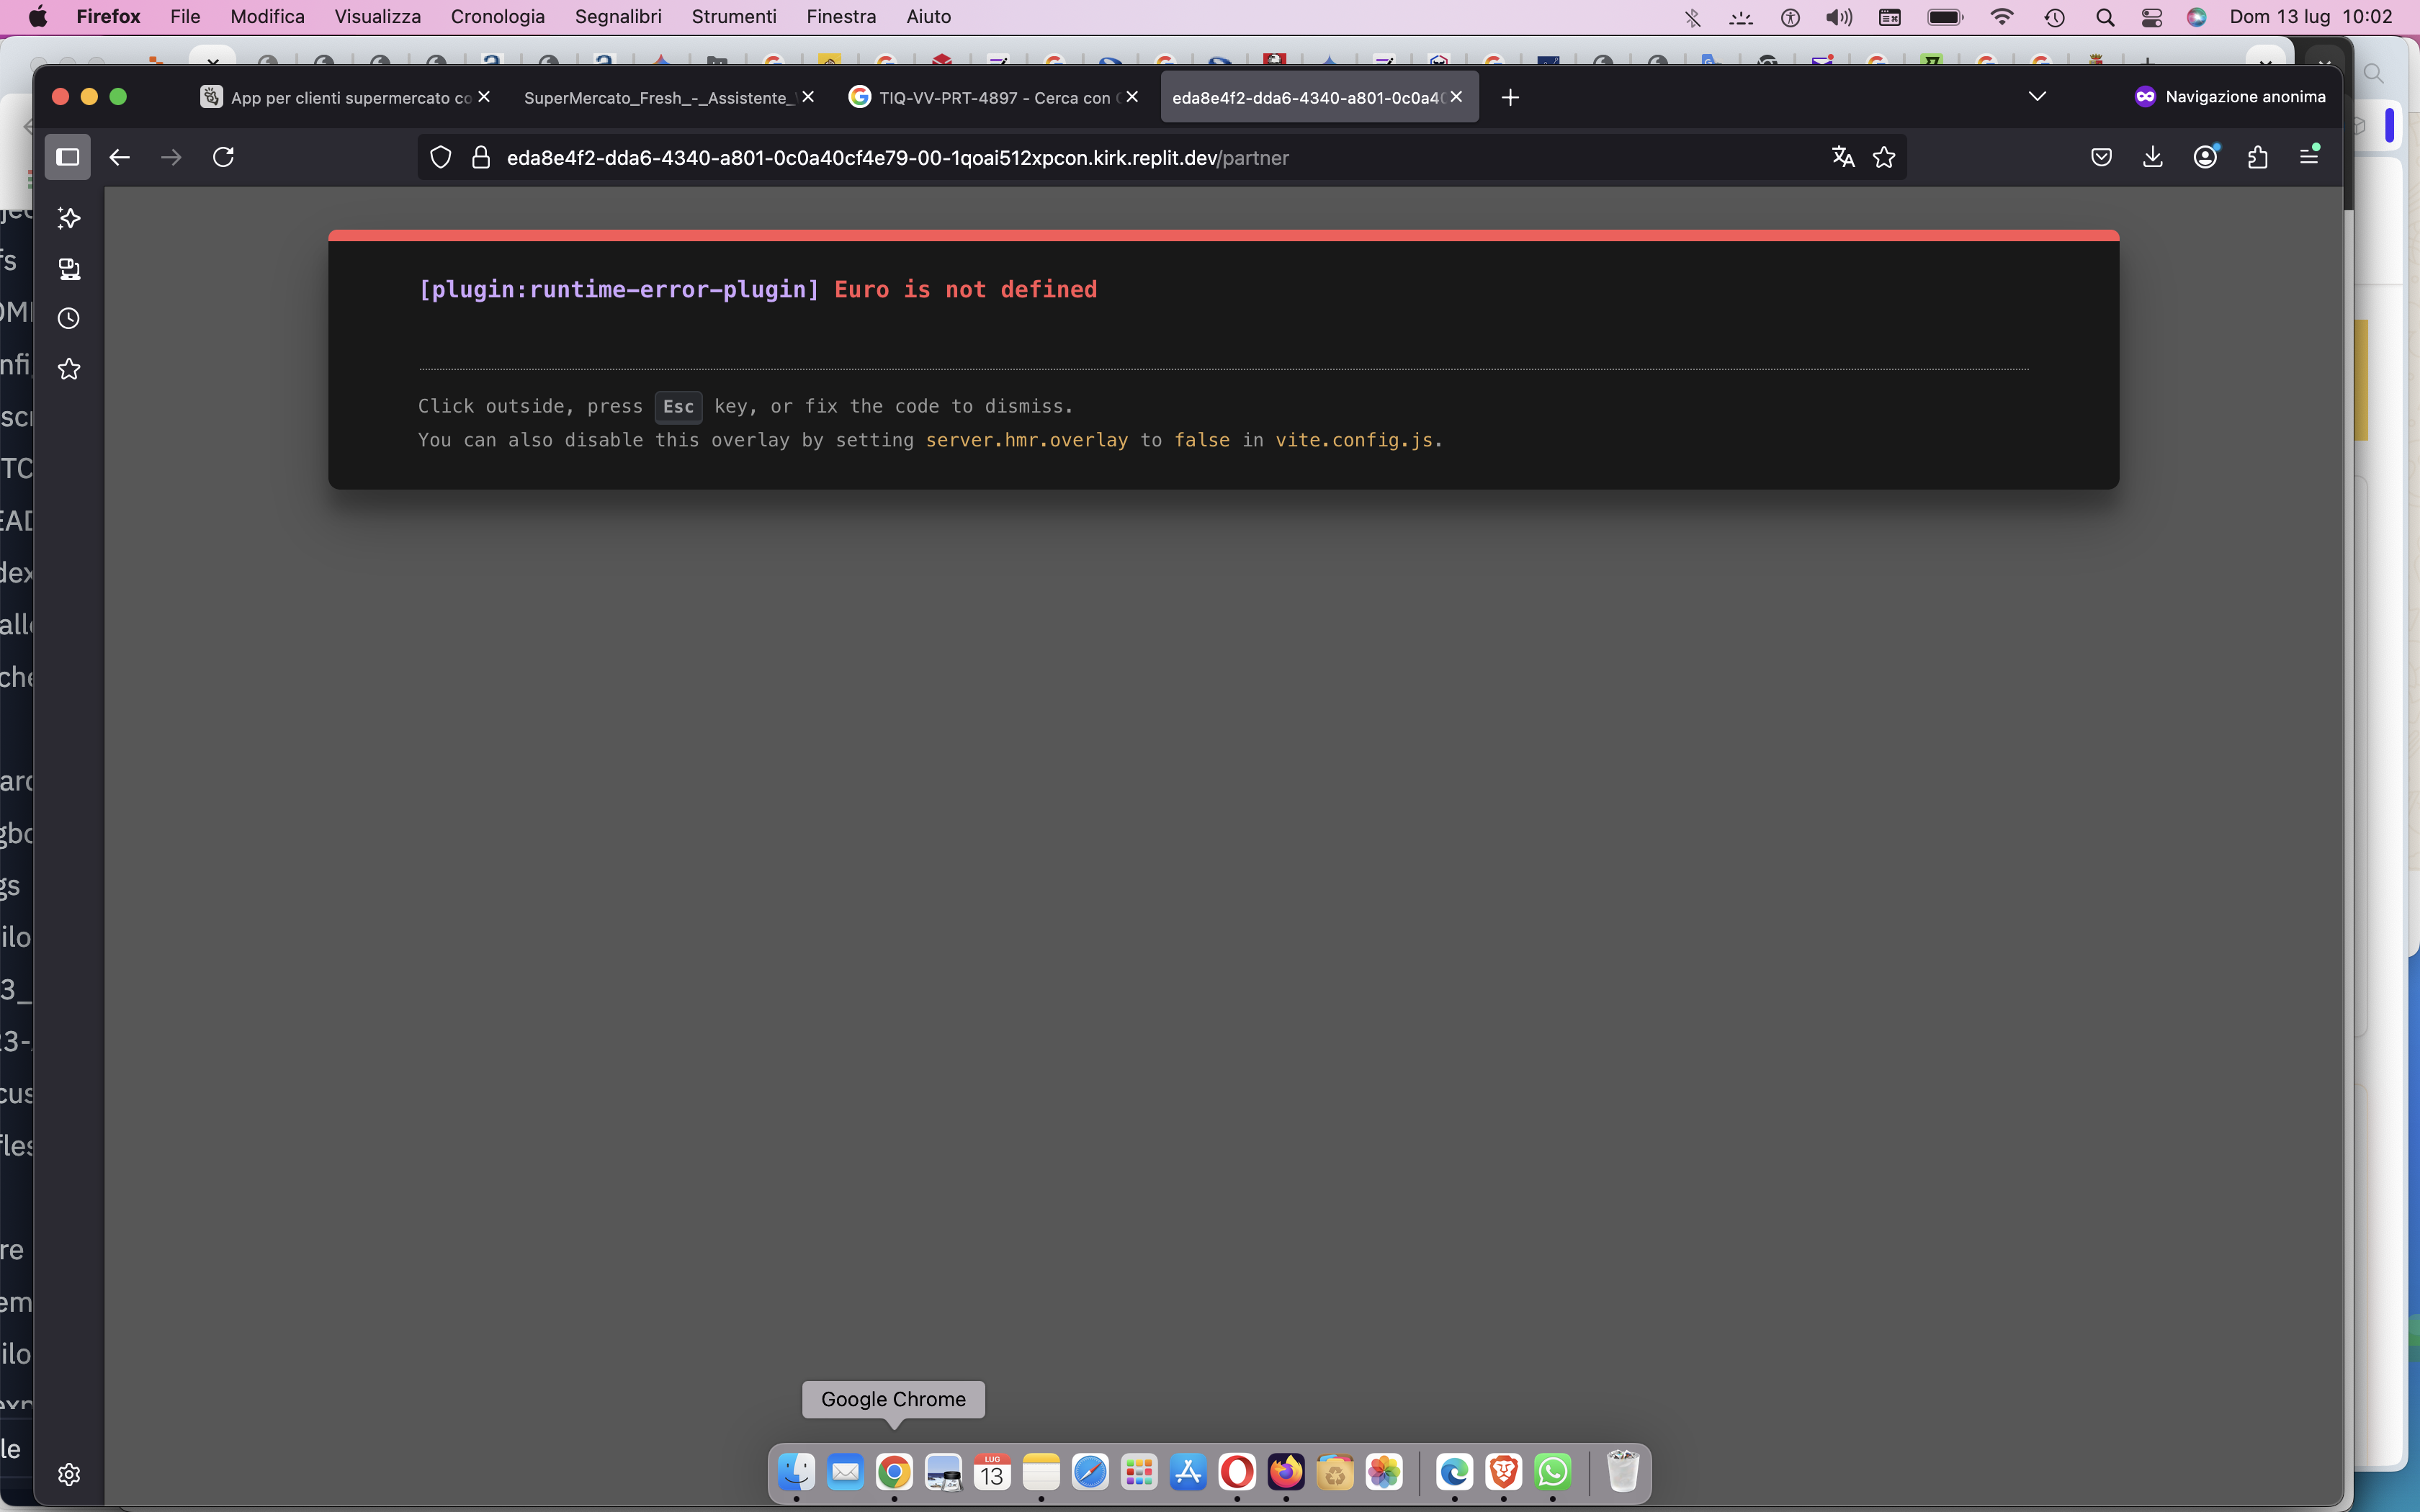 Firefox File Modifica Visualizza Cronologia Segnalibri Strumenti Finestra Aiuto Dom 13 lug 10:02
App per clienti supermercato co
SuperMercato_Fresh_-_Assistente_
TIQ-VV-PRT-4897 - Cerca con
eda8e4f2-dda6-4340-a801-0c0a40
Navigazione anonima
eda8e4f2-dda6-4340-a801-0c0a40cf4e79-00-1qoai512xpcon.kirk.replit.dev/partner
[plugin:runtime-error-plugin] Euro is not defined
Click outside, press Esc key, or fix the code to dismiss.
You can also disable this overlay by setting server.hmr.overlay to false in vite.config.js.
Google Chrome
LUG
13